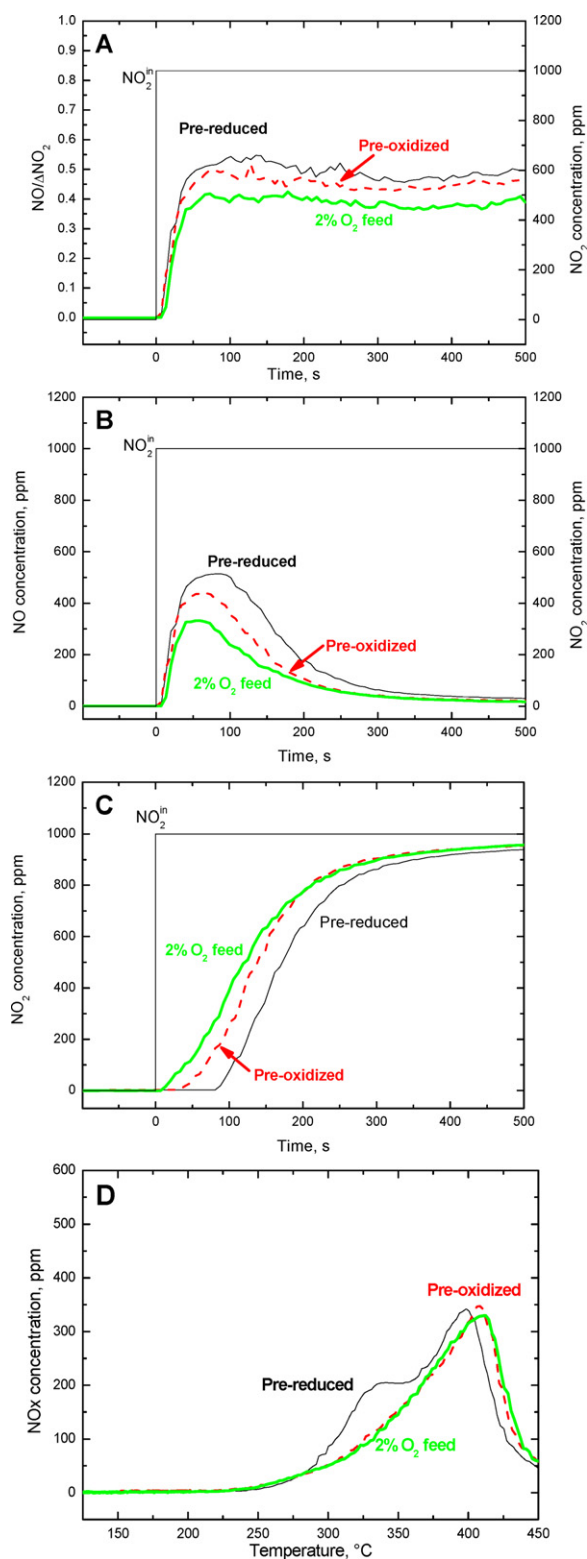 A
NO₂ⁱⁿ
Pre-reduced
Pre-oxidized
2% O₂ feed
NO/ΔNO₂
1.0
0.9
0.8
0.7
0.6
0.5
0.4
0.3
0.2
0.1
0.0
NO₂ concentration, ppm
1200
1000
800
600
400
200
0
0 100 200 300 400 500
Time, s
B
NO₂ⁱⁿ
Pre-reduced
Pre-oxidized
2% O₂ feed
NO concentration, ppm
1200
1000
800
600
400
200
0
NO₂ concentration, ppm
1200
1000
800
600
400
200
0
0 100 200 300 400 500
Time, s
C
NO₂ⁱⁿ
2% O₂ feed
Pre-reduced
Pre-oxidized
NO₂ concentration, ppm
1200
1000
800
600
400
200
0
0 100 200 300 400 500
Time, s
D
Pre-oxidized
Pre-reduced
2% O₂ feed
NOx concentration, ppm
600
500
400
300
200
100
0
150 200 250 300 350 400 450
Temperature, °C